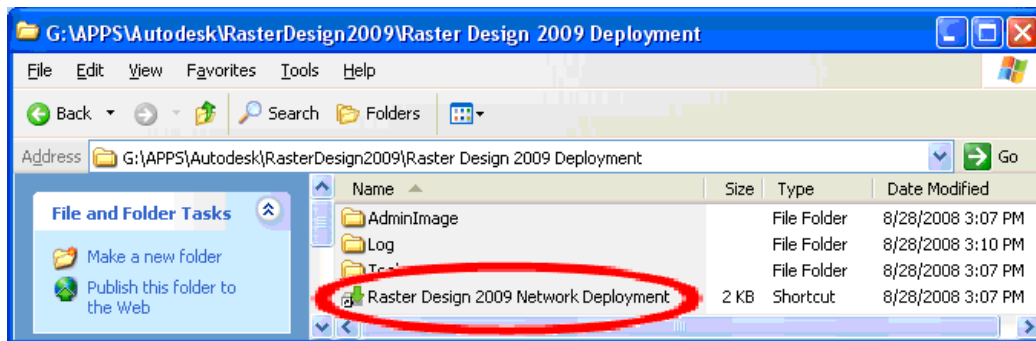 G:\APPS\Autodesk\RasterDesign2009\Raster Design 2009 Deployment
File Edit View Favorites Tools Help
Back Search Folders
Address G:\APPS\Autodesk\RasterDesign2009\Raster Design 2009 Deployment Go
File and Folder Tasks
Make a new folder
Publish this folder to
the Web
Name Size Type Date Modified
AdminImage File Folder 8/28/2008 3:07 PM
Log File Folder 8/28/2008 3:10 PM
File Folder 8/28/2008 3:07 PM
Raster Design 2009 Network Deployment 2 KB Shortcut 8/28/2008 3:07 PM